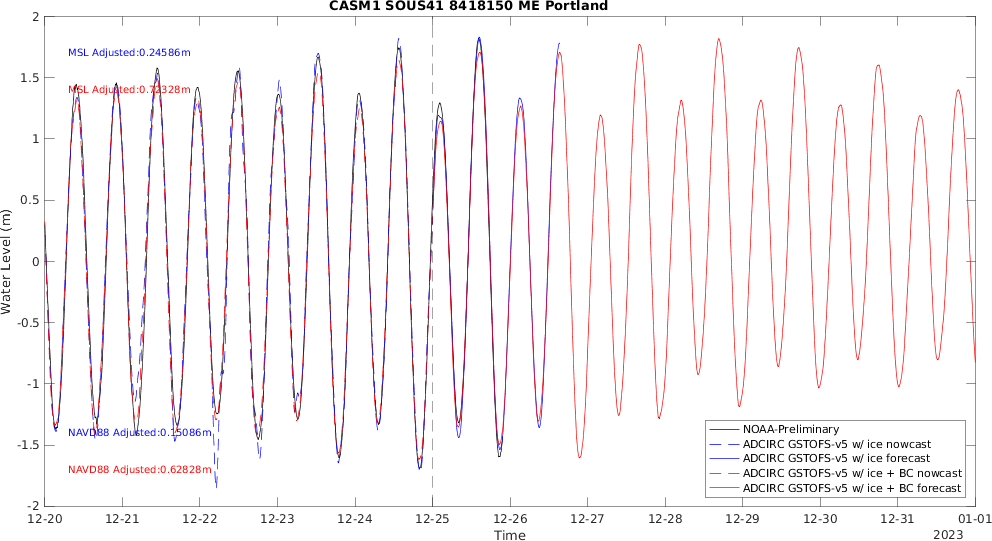 CASM1 SOUS41 8418150 ME Portland
MSL Adjusted:0.24586m
MSL Adjusted:0.72328m
NAVD88 Adjusted:0.15086m
NAVD88 Adjusted:0.62828m
Water Level (m)
2
1.5
1
0.5
0
-0.5
-1
-1.5
-2
NOAA-Preliminary
ADCIRC GSTOFS-v5 w/ ice nowcast
ADCIRC GSTOFS-v5 w/ ice forecast
ADCIRC GSTOFS-v5 w/ ice + BC nowcast
ADCIRC GSTOFS-v5 w/ ice + BC forecast
12-20 12-21 12-22 12-23 12-24 12-25 12-26 12-27 12-28 12-29 12-30 12-31 01-01
Time
2023